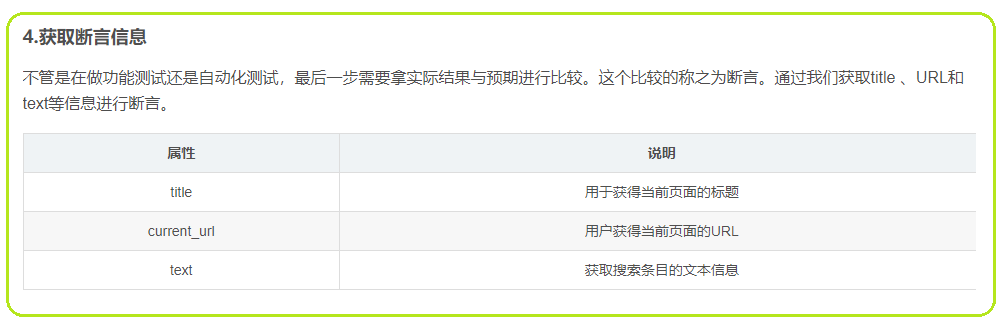 4.获取断言信息
不管是在做功能测试还是自动化测试，最后一步需要拿实际结果与预期进行比较。这个比较的称之为断言。通过我们获取title 、URL和
text等信息进行断言。
属性 说明
title 用于获得当前页面的标题
current_url 用户获得当前页面的URL
text 获取搜索条目的文本信息